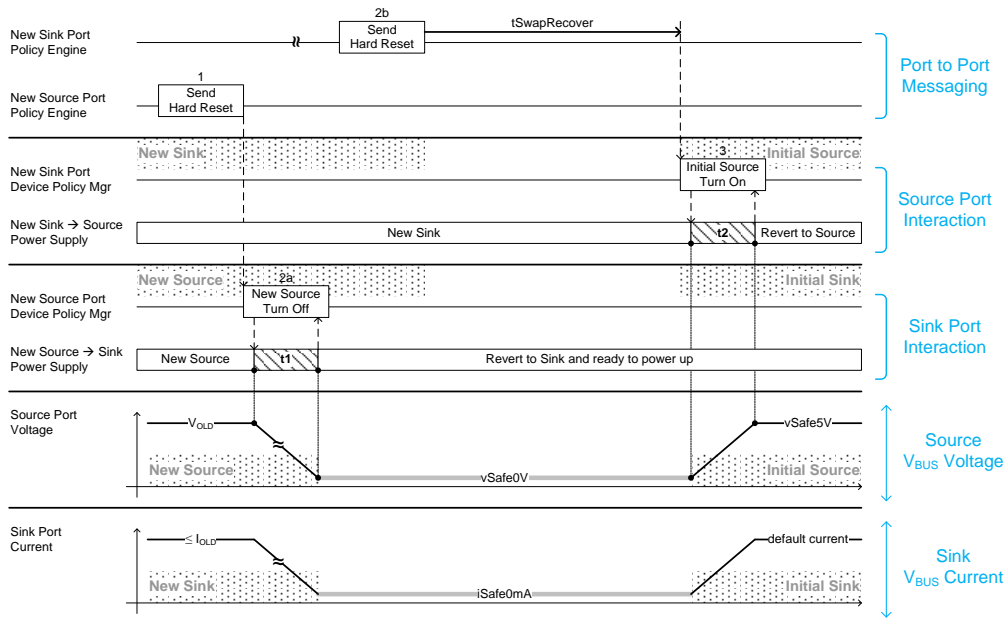 2b
New Sink Port
Policy Engine
Send
Hard Reset
tSwapRecover
1
New Source Port
Policy Engine
Send
Hard Reset
Port to Port
Messaging
New Sink
Initial Source
New Sink Port
Device Policy Mgr
3
Initial Source
Turn On
New Sink → Source
Power Supply
New Sink
t2
Revert to Source
Source Port
Interaction
New Source
Initial Sink
New Source Port
Device Policy Mgr
2a
New Source
Turn Off
New Source → Sink
Power Supply
New Source
t1
Revert to Sink and ready to power up
Sink Port
Interaction
Source Port
Voltage
VOLD
vSafe5V
New Source
vSafe0V
Initial Source
Source
VBUS Voltage
Sink Port
Current
≤ IOLD
default current
New Sink
iSafe0mA
Initial Sink
Sink
VBUS Current